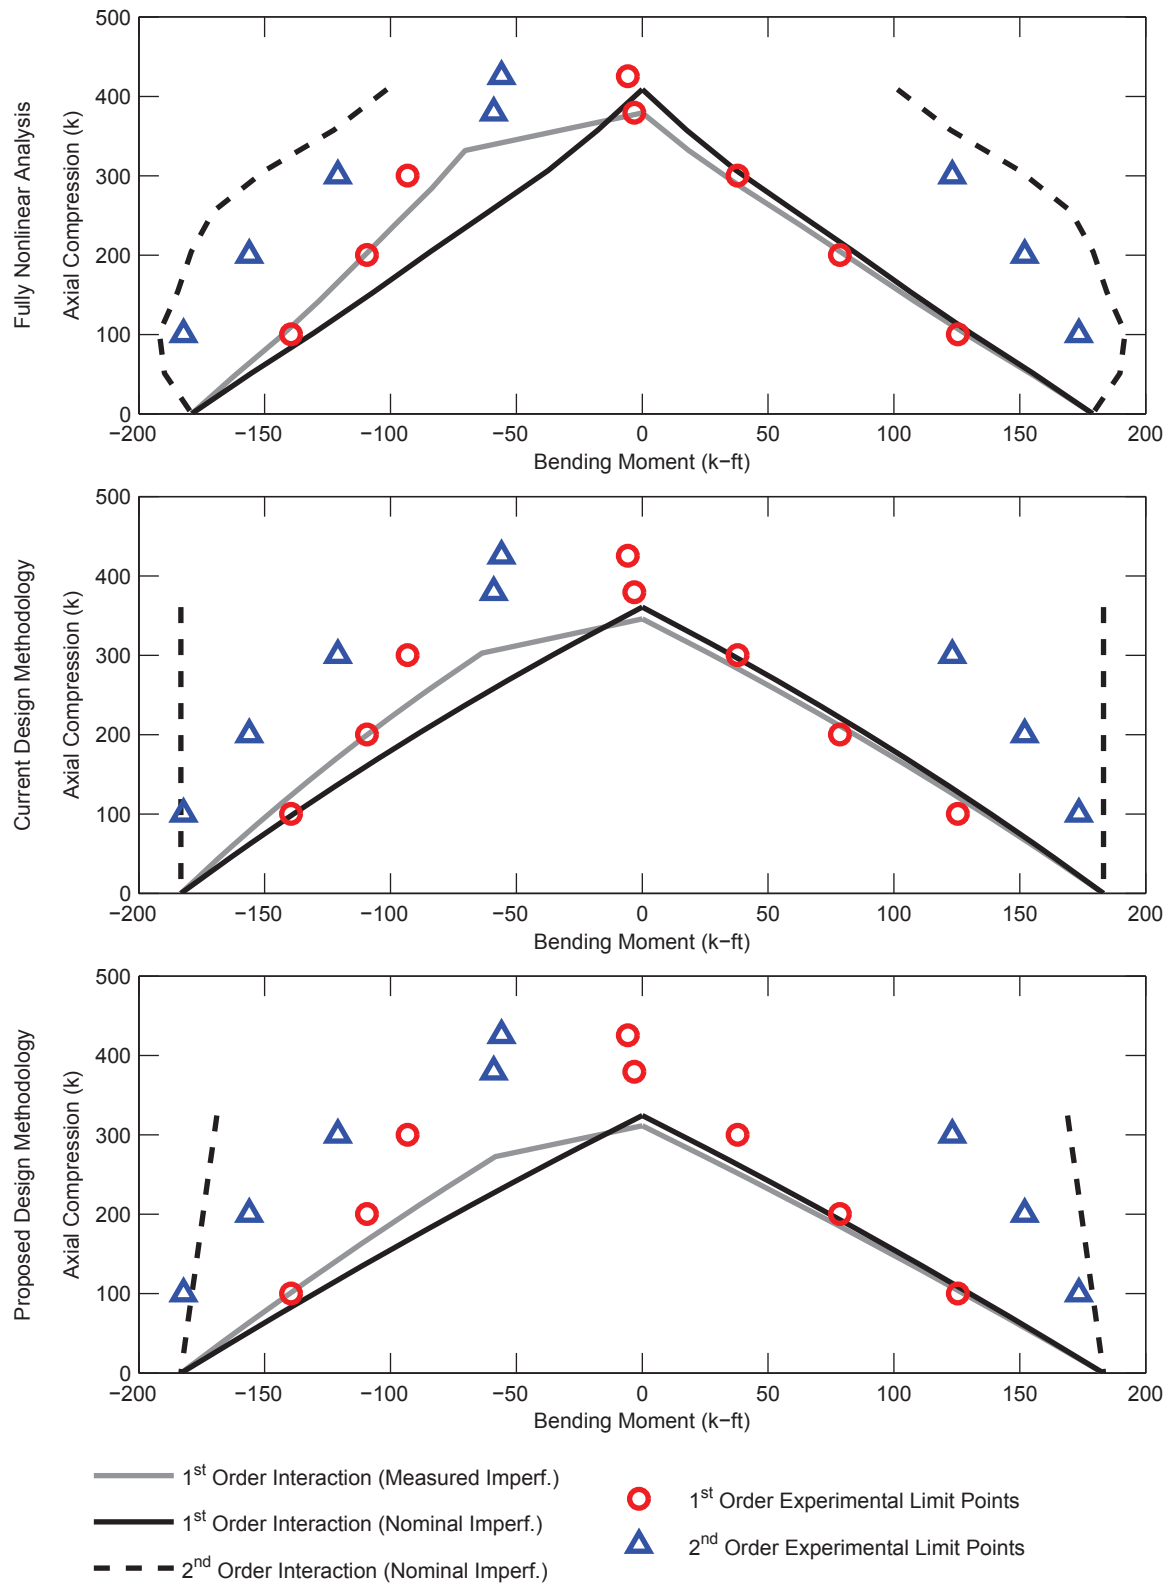 Fully Nonlinear Analysis
Axial Compression (k)
500
400
300
200
100
0
−200 −150 −100 −50 0 50 100 150 200
Bending Moment (k−ft)
Current Design Methodology
Axial Compression (k)
500
400
300
200
100
0
−200 −150 −100 −50 0 50 100 150 200
Bending Moment (k−ft)
Proposed Design Methodology
Axial Compression (k)
500
400
300
200
100
0
−200 −150 −100 −50 0 50 100 150 200
Bending Moment (k−ft)
1st Order Interaction (Measured Imperf.)
1st Order Interaction (Nominal Imperf.)
2nd Order Interaction (Nominal Imperf.)
1st Order Experimental Limit Points
2nd Order Experimental Limit Points